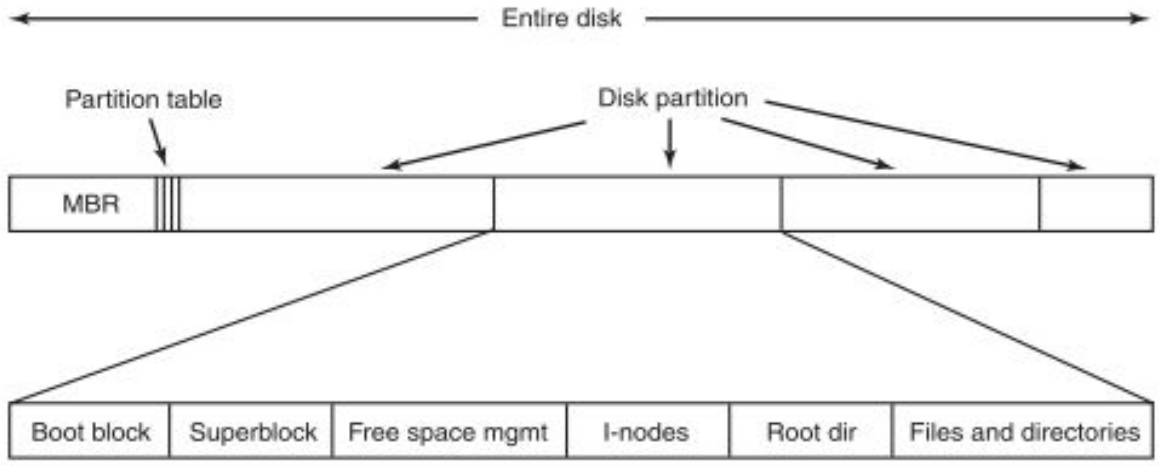 Entire disk
Partition table
Disk partition
MBR
Boot block
Superblock
Free space mgmt
I-nodes
Root dir
Files and directories